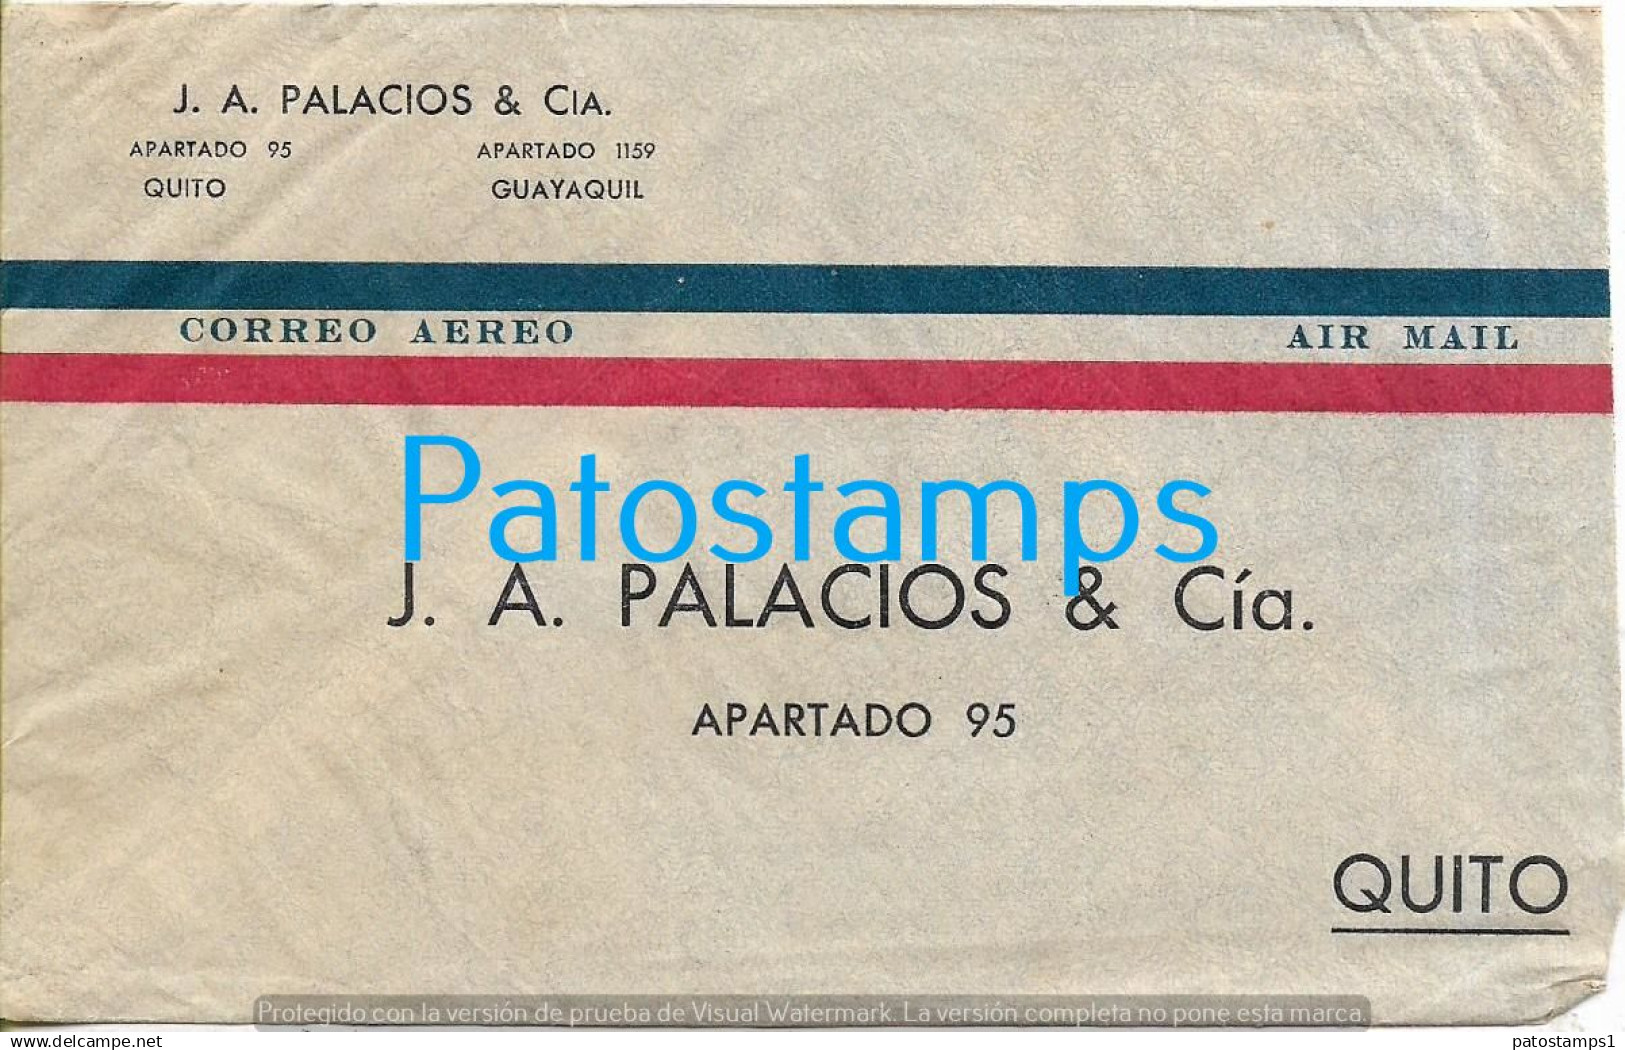 J. A. PALACIOS & CIA.
APARTADO 95 APARTADO 1159
QUITO GUAYAQUIL
CORREO AEREO AIR MAIL
Patostamps
J. A. PALACIOS & Cía.
APARTADO 95
QUITO
Protegido con la versión de prueba de Visual Watermark. La versión completa no pone esta marca.
www.delcampe.net patostamps1